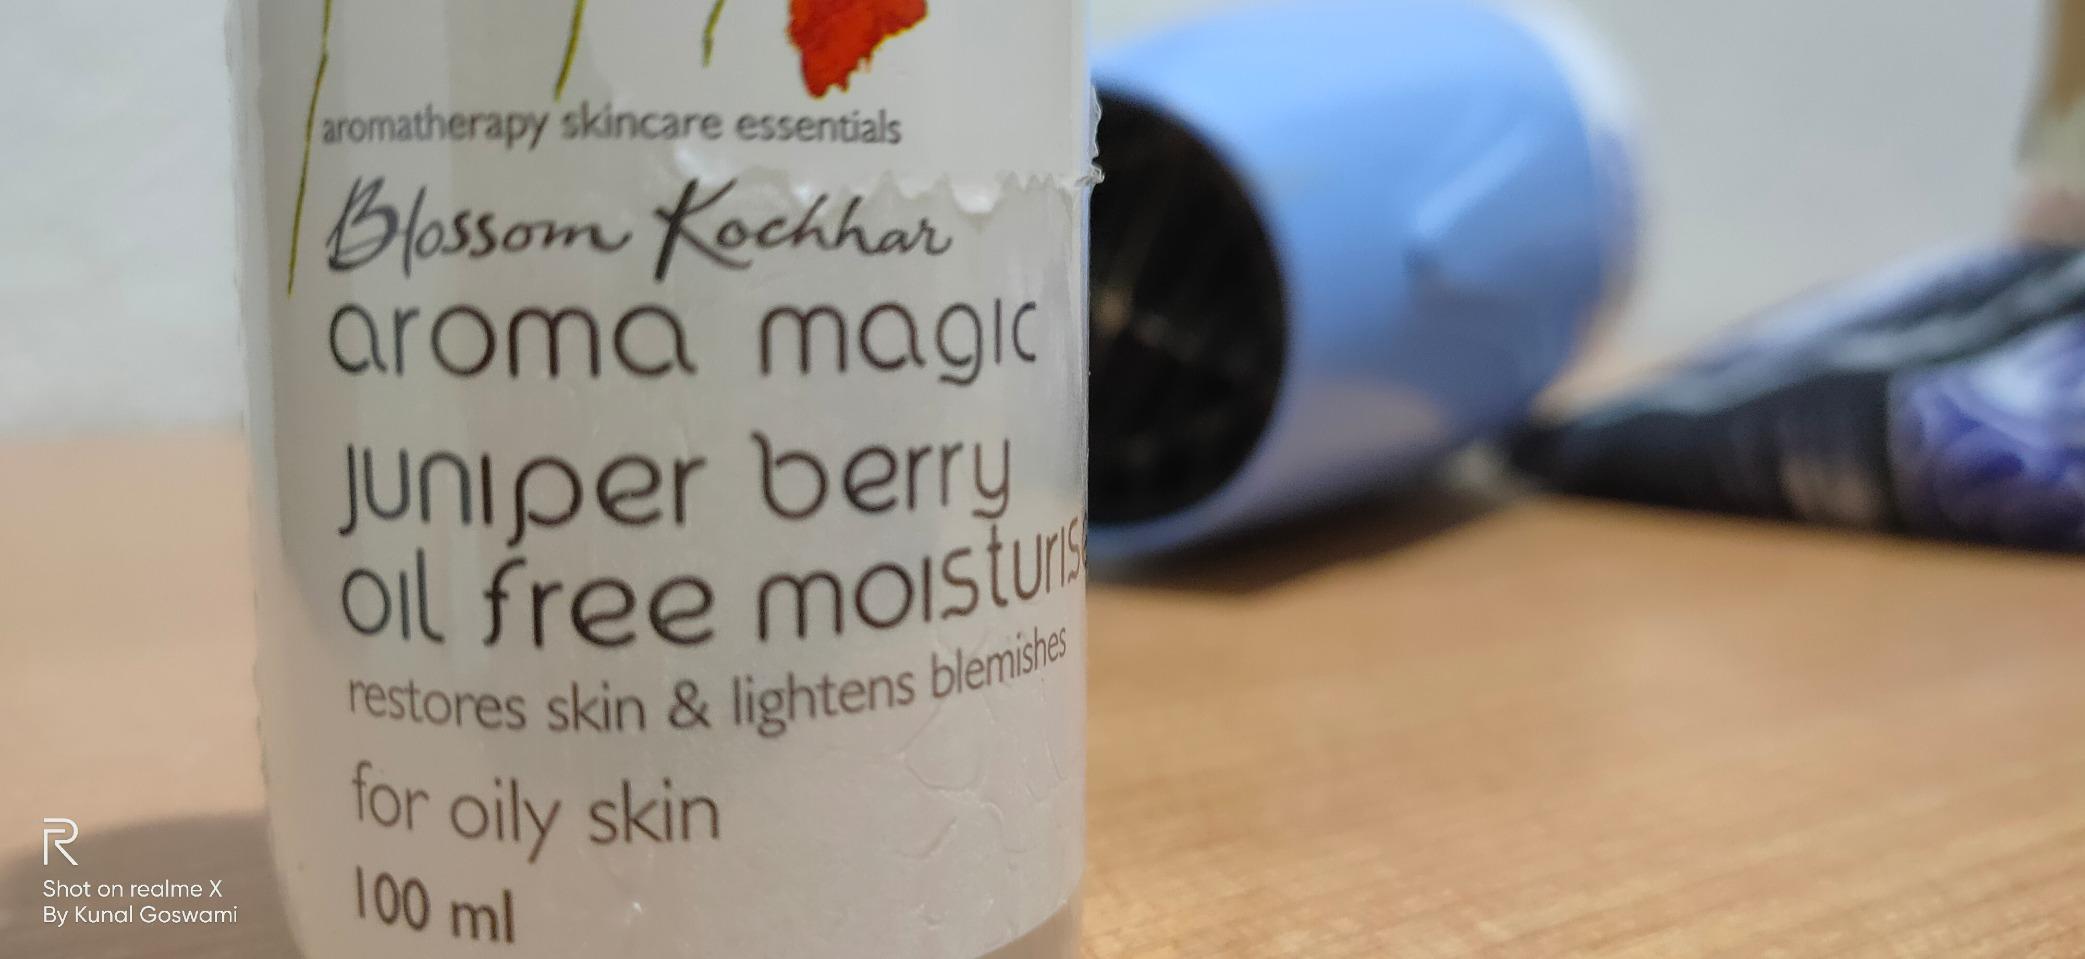 aromatherapy skincare essentials
Blossom Kochhar
aroma magic
juniper berry
oil free moisturise
restores skin & lightens blemishes
for oily skin
100 ml
R
Shot on realme X
By Kunal Goswami